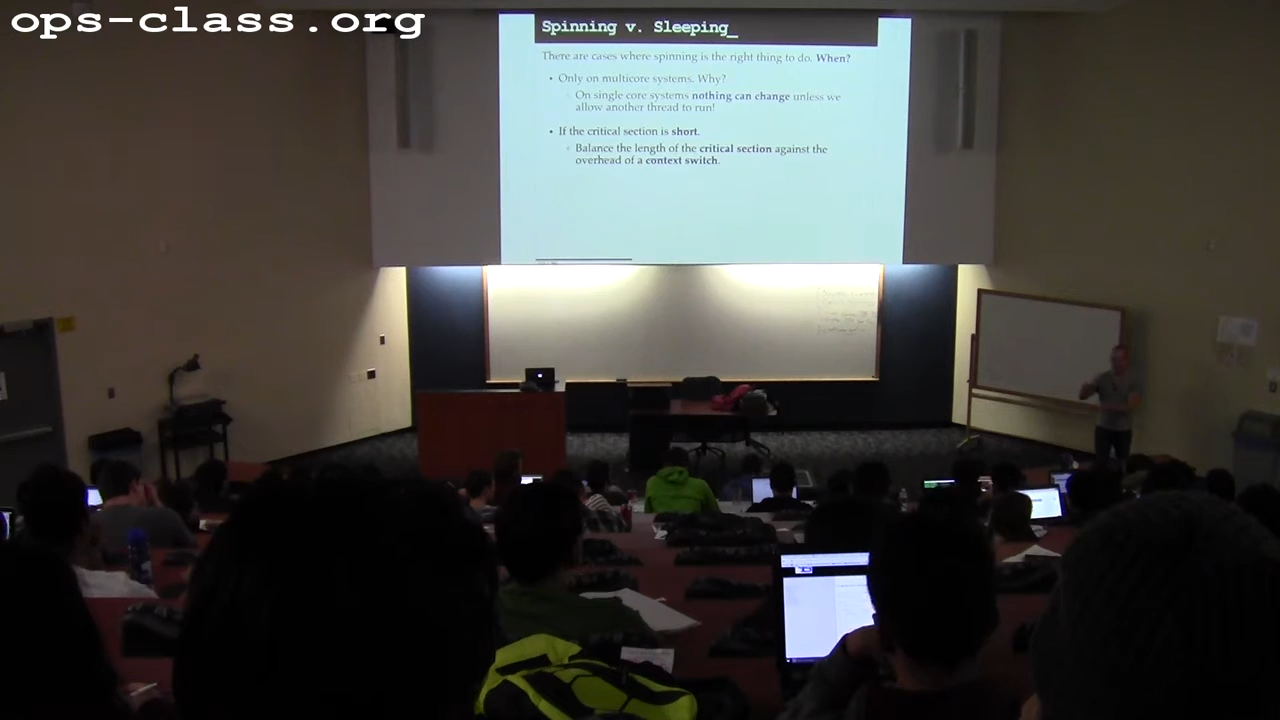 ops-class.org
Spinning v. Sleeping_
There are cases where spinning is the right thing to do. When?
• Only on multicore systems. Why?
◦ On single core systems nothing can change unless we
allow another thread to run!
• If the critical section is short.
◦ Balance the length of the critical section against the
overhead of a context switch.